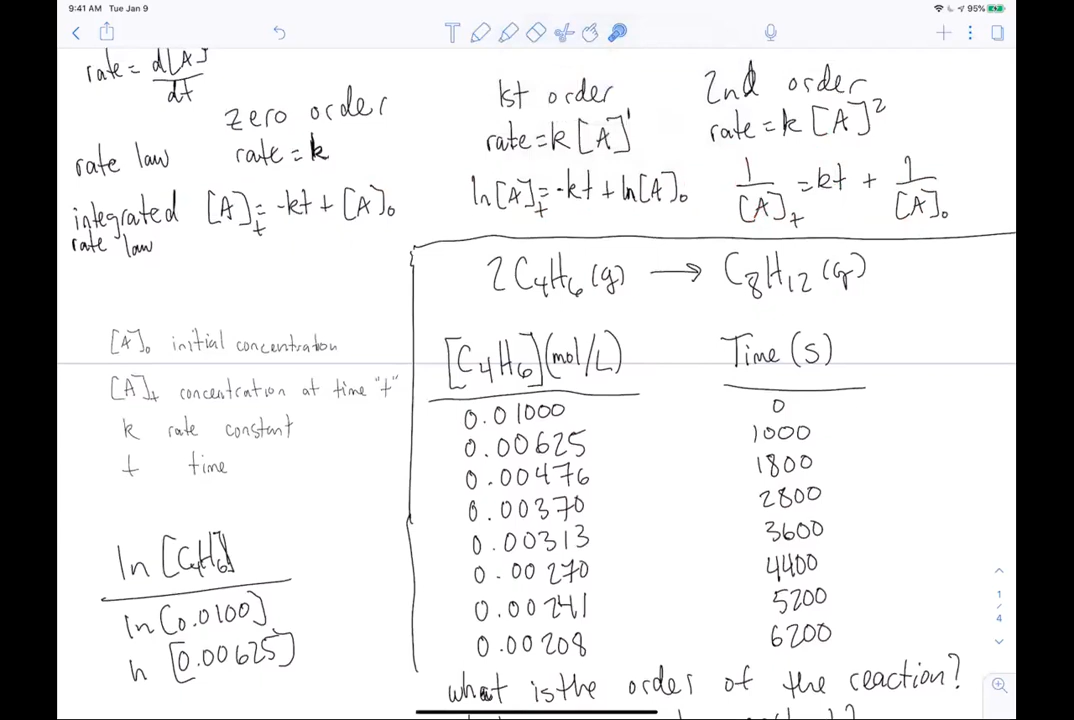 9:41 AM Tue Jan 9
95%
rate = d[A]/dt
zero order
1st order
2nd order
rate law
rate = k
rate = k[A]¹
rate = k[A]²
integrated rate law
[A]t = -kt + [A]₀
ln[A]t = -kt + ln[A]₀
1/[A]t = kt + 1/[A]₀
2C₄H₆(g) → C₈H₁₂(g)
[A]₀ initial concentration
[A]t concentration at time "t"
k rate constant
t time
[C₄H₆](mol/L) Time (s)
0.01000 0
0.00625 1000
0.00476 1800
0.00370 2800
0.00313 3600
0.00270 4400
0.00241 5200
0.00208 6200
ln[C₄H₆]
ln[0.0100]
ln[0.00625]
what is the order of the reaction?
1/4